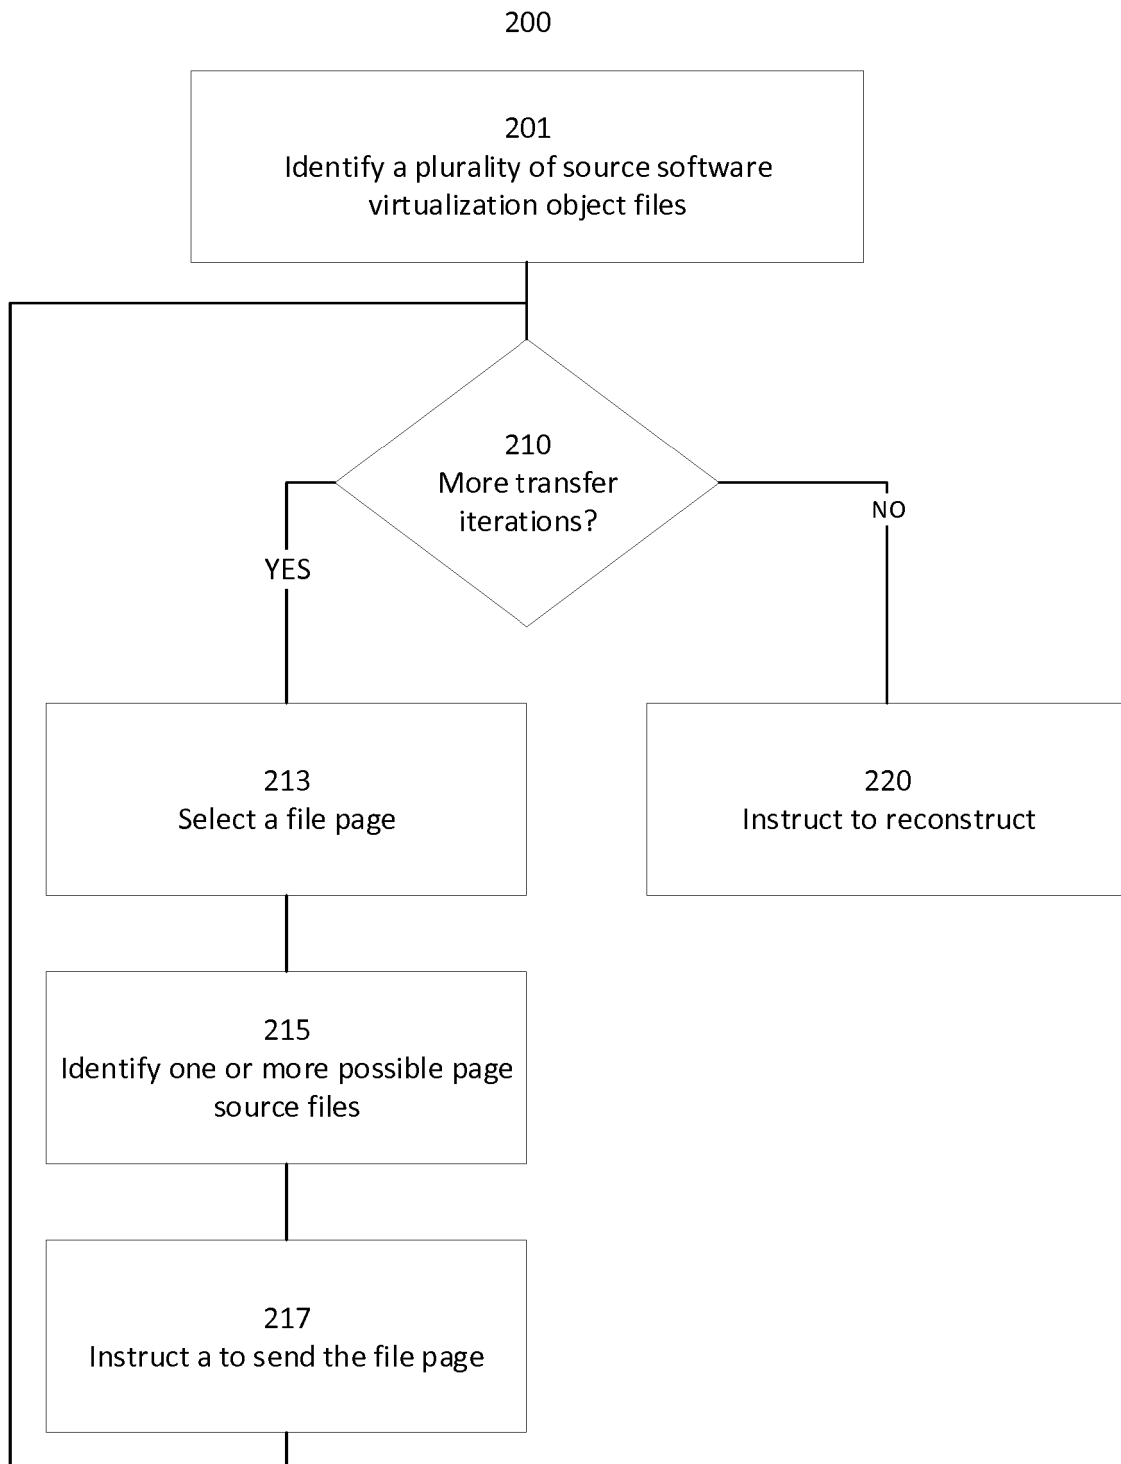 200
201
Identify a plurality of source software
virtualization object files
210
More transfer
iterations?
YES
NO
213
Select a file page
220
Instruct to reconstruct
215
Identify one or more possible page
source files
217
Instruct a to send the file page